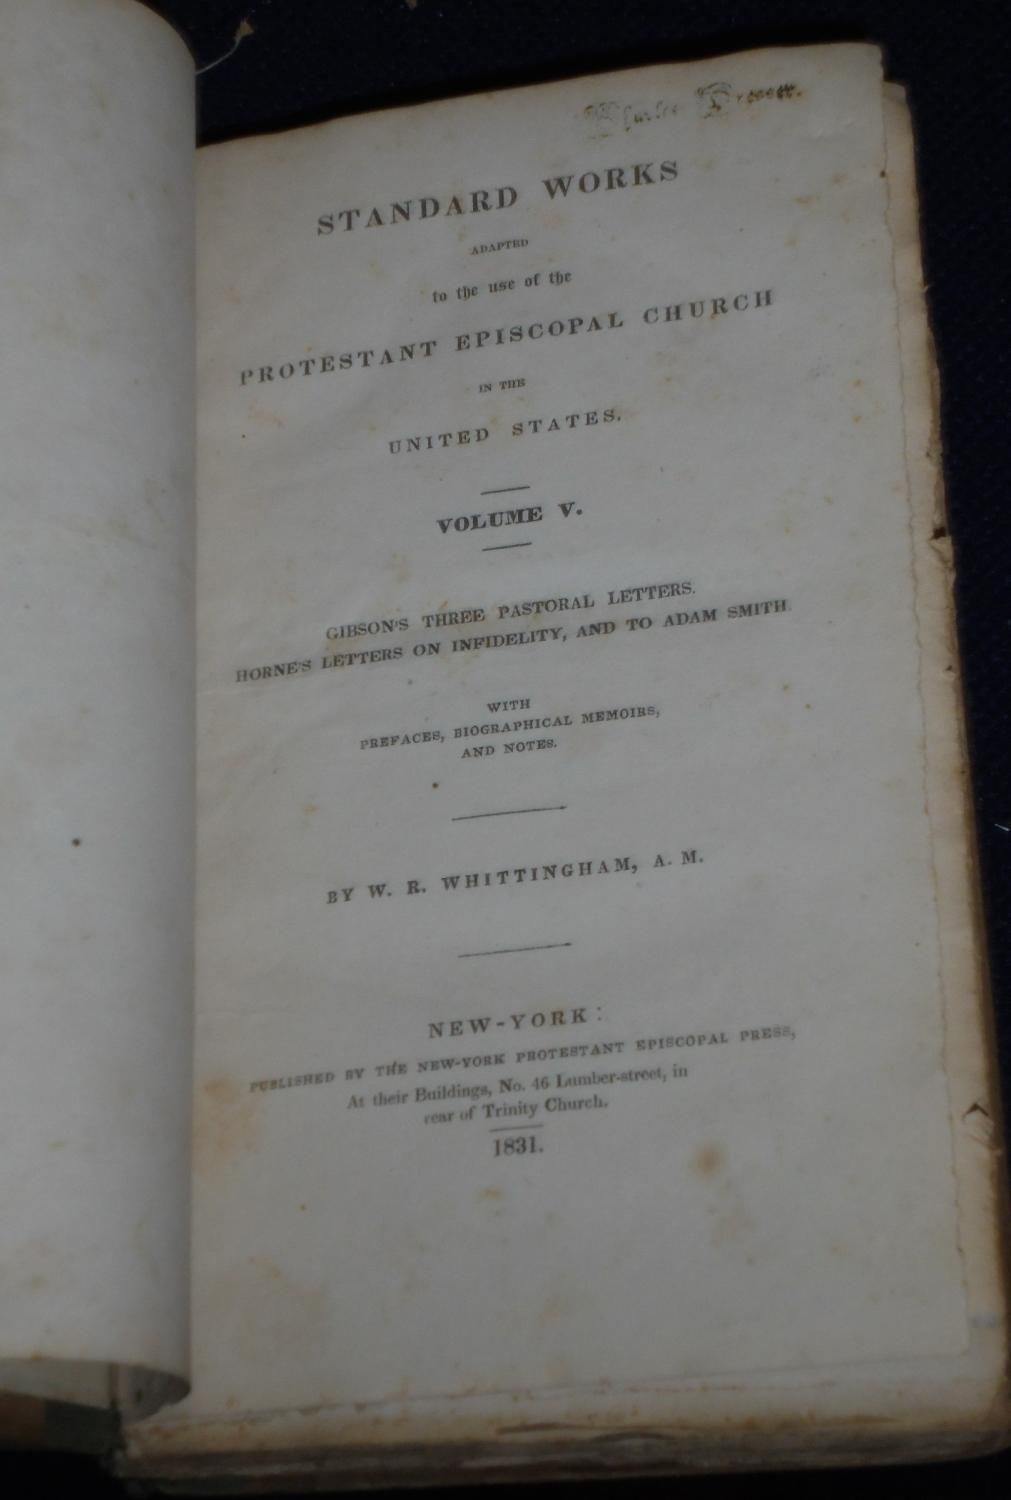 STANDARD WORKS
ADAPTED
to the use of the
PROTESTANT EPISCOPAL CHURCH
IN THE
UNITED STATES.
VOLUME V.
GIBSON'S THREE PASTORAL LETTERS.
HORNE'S LETTERS ON INFIDELITY, AND TO ADAM SMITH
WITH
PREFACES, BIOGRAPHICAL MEMOIRS,
AND NOTES.
BY W. R. WHITTINGHAM, A. M.
NEW-YORK:
PUBLISHED BY THE NEW-YORK PROTESTANT EPISCOPAL PRESS,
At their Buildings, No. 46 Lumber-street, in
rear of Trinity Church.
1831.